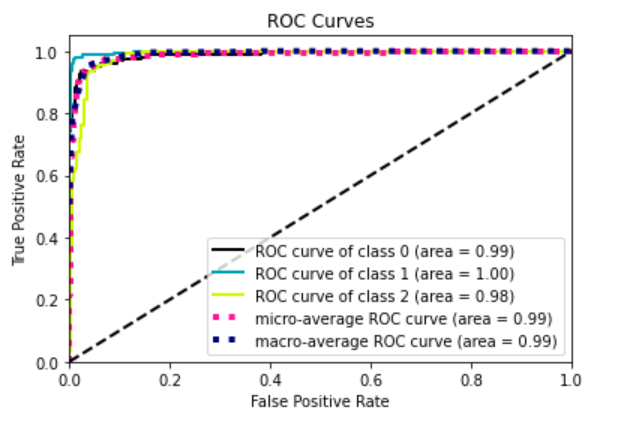 ROC Curves
True Positive Rate
1.0
0.8
0.6
0.4
0.2
0.0
ROC curve of class 0 (area = 0.99)
ROC curve of class 1 (area = 1.00)
ROC curve of class 2 (area = 0.98)
micro-average ROC curve (area = 0.99)
macro-average ROC curve (area = 0.99)
0.0 0.2 0.4 0.6 0.8 1.0
False Positive Rate